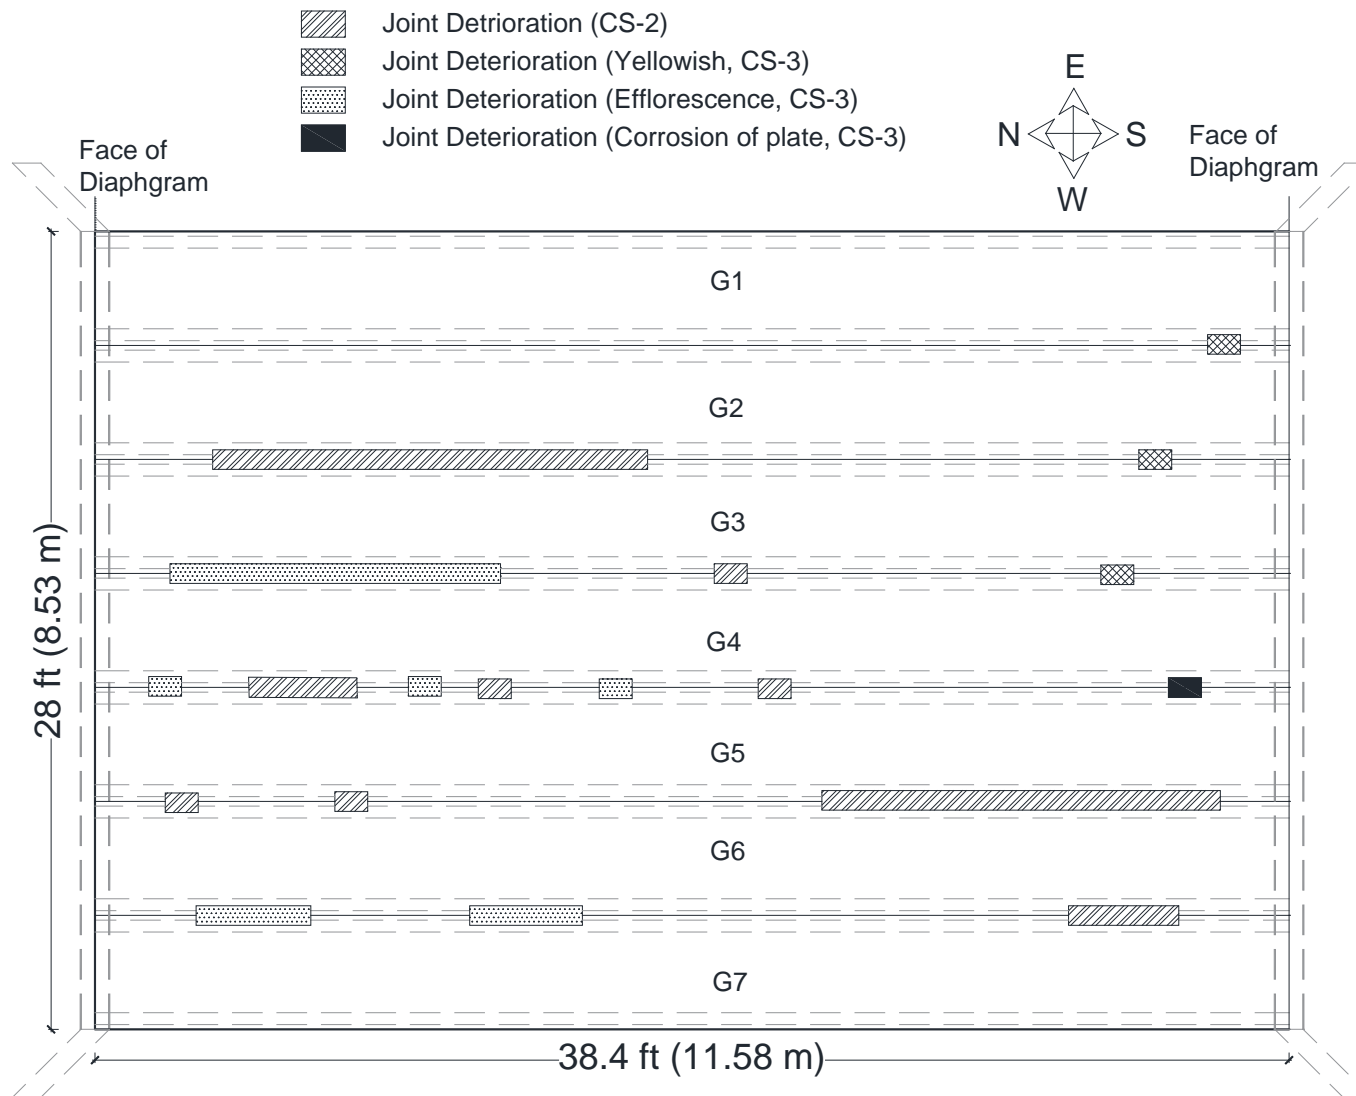 Joint Detrioration (CS-2)
Joint Deterioration (Yellowish, CS-3)
Joint Deterioration (Efflorescence, CS-3)
Joint Deterioration (Corrosion of plate, CS-3)
E
N
S
W
Face of
Diaphgram
Face of
Diaphgram
G1
G2
G3
G4
G5
G6
G7
28 ft (8.53 m)
38.4 ft (11.58 m)